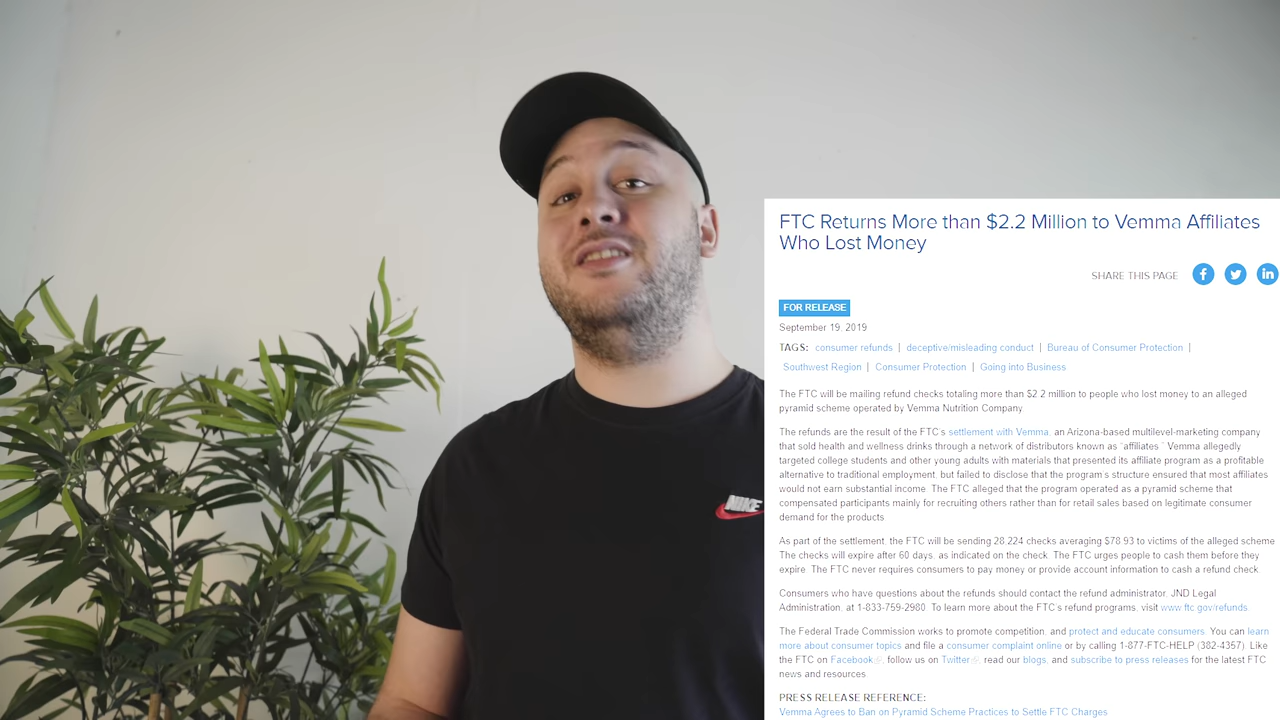 FTC Returns More than $2.2 Million to Vemma Affiliates
Who Lost Money
SHARE THIS PAGE
FOR RELEASE
September 19, 2019
TAGS: consumer refunds | deceptive/misleading conduct | Bureau of Consumer Protection |
Southwest Region | Consumer Protection | Going into Business
The FTC will be mailing refund checks totaling more than $2.2 million to people who lost money to an alleged
pyramid scheme operated by Vemma Nutrition Company.
The refunds are the result of the FTC's settlement with Vemma, an Arizona-based multilevel-marketing company
that sold health and wellness drinks through a network of distributors known as "affiliates." Vemma allegedly
targeted college students and other young adults with materials that presented its affiliate program as a profitable
alternative to traditional employment, but failed to disclose that the program's structure ensured that most affiliates
would not earn substantial income. The FTC alleged that the program operated as a pyramid scheme that
compensated participants mainly for recruiting others rather than for retail sales based on legitimate consumer
demand for the products.
As part of the settlement, the FTC will be sending 28,224 checks averaging $78.93 to victims of the alleged scheme.
The checks will expire after 60 days, as indicated on the check. The FTC urges people to cash them before they
expire. The FTC never requires consumers to pay money or provide account information to cash a refund check.
Consumers who have questions about the refunds should contact the refund administrator, JND Legal
Administration, at 1-833-759-2980. To learn more about the FTC's refund programs, visit www.ftc.gov/refunds.
The Federal Trade Commission works to promote competition, and protect and educate consumers. You can learn
more about consumer topics and file a consumer complaint online or by calling 1-877-FTC-HELP (382-4357). Like
the FTC on Facebook, follow us on Twitter, read our blogs, and subscribe to press releases for the latest FTC
news and resources.
PRESS RELEASE REFERENCE:
Vemma Agrees to Ban on Pyramid Scheme Practices to Settle FTC Charges
NIKE